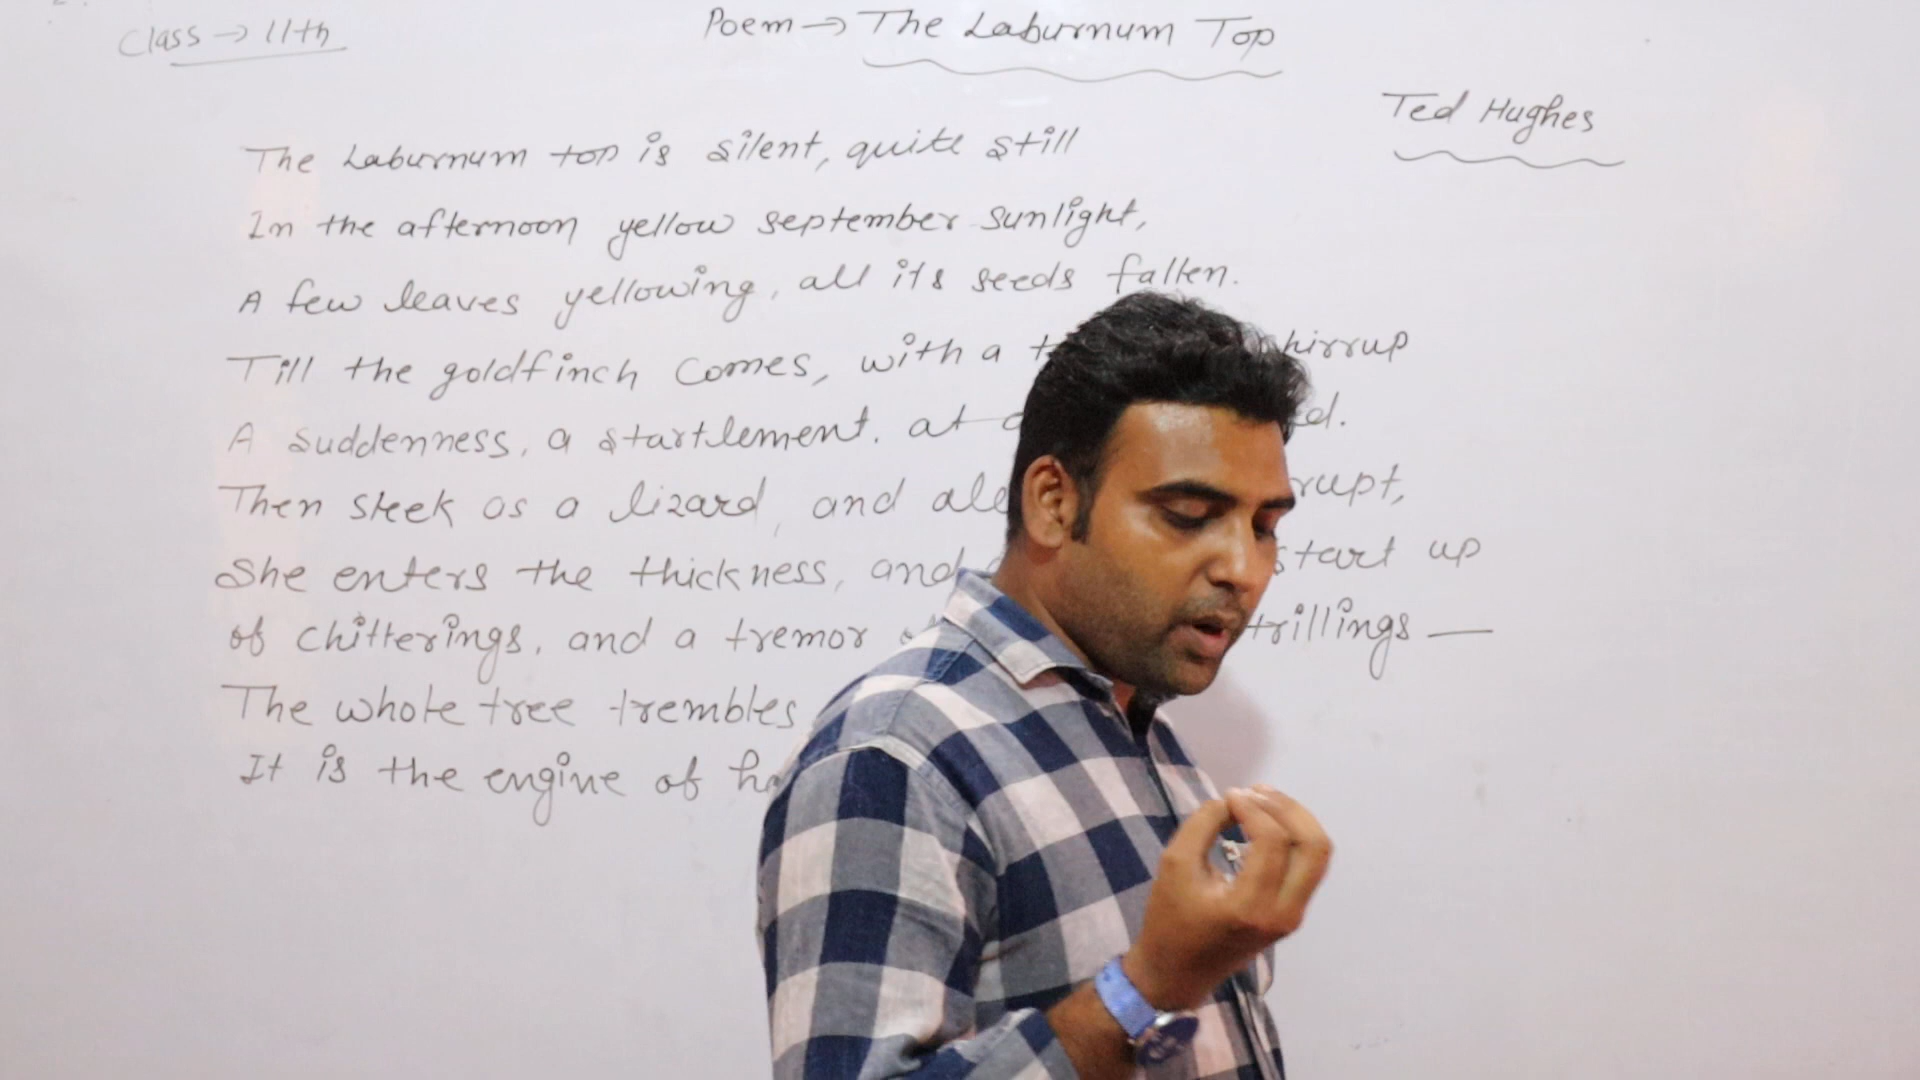 Class → 11th
Poem → The Laburnum Top
Ted Hughes
The Laburnum top is silent, quite still
In the afternoon yellow september sunlight,
A few leaves yellowing, all its seeds fallen.
Till the goldfinch comes, with a hirrup
A suddenness, a startlement. at ed.
Then sleek as a lizard, and ale rupt,
She enters the thickness, and start up
of chitterings, and a tremor trillings —
The whole tree trembles
It is the engine of